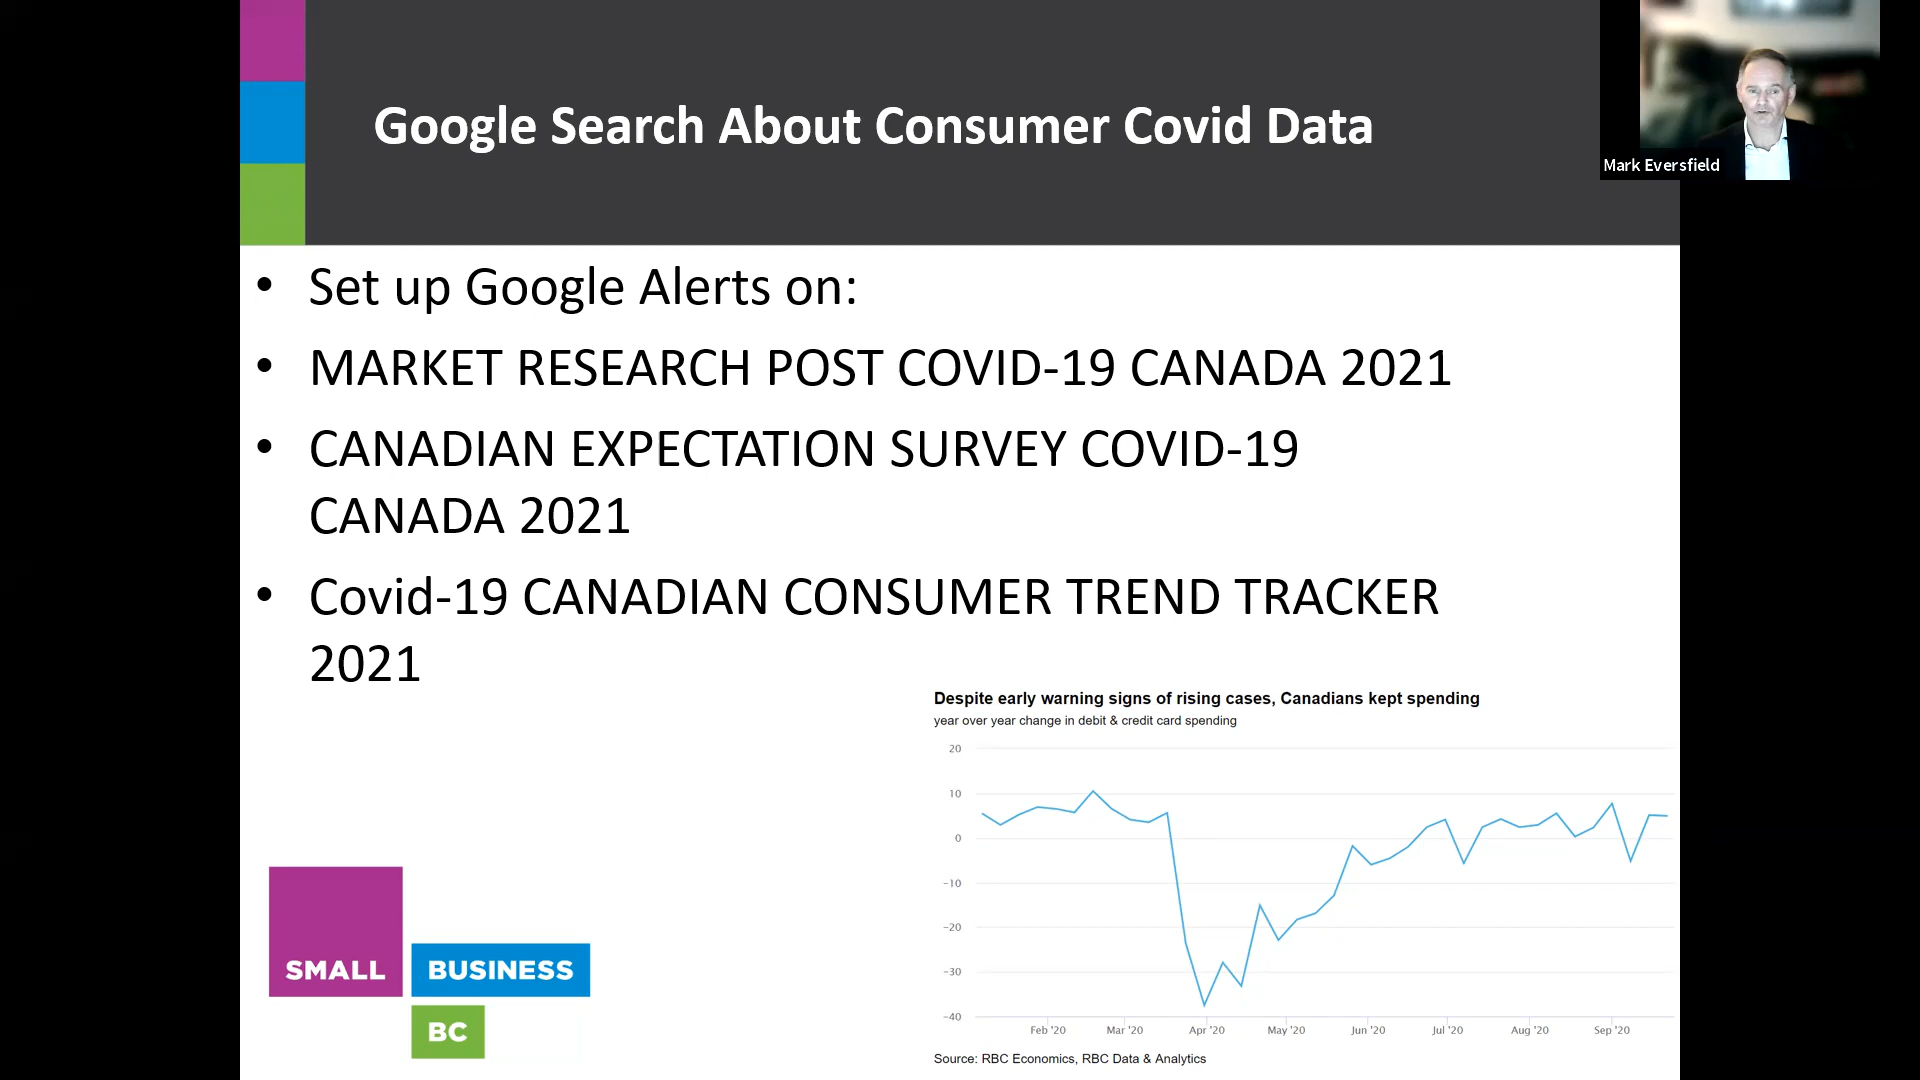 Google Search About Consumer Covid Data
Mark Eversfield
• Set up Google Alerts on:
• MARKET RESEARCH POST COVID-19 CANADA 2021
• CANADIAN EXPECTATION SURVEY COVID-19
CANADA 2021
• Covid-19 CANADIAN CONSUMER TREND TRACKER
2021
Despite early warning signs of rising cases, Canadians kept spending
year over year change in debit & credit card spending
20
10
0
-10
-20
-30
-40
Feb '20 Mar '20 Apr '20 May '20 Jun '20 Jul '20 Aug '20 Sep '20
Source: RBC Economics, RBC Data & Analytics
SMALL
BUSINESS
BC